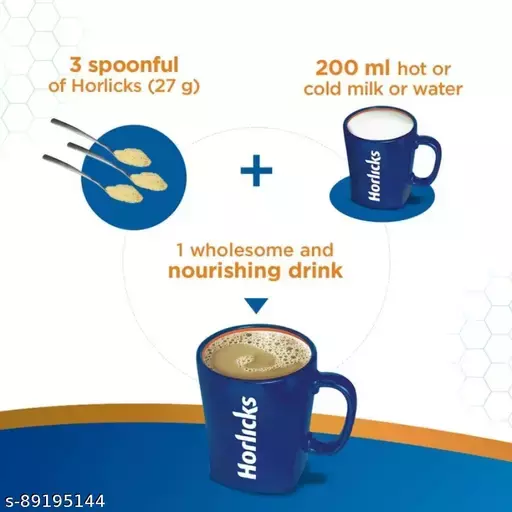 3 spoonful
of Horlicks (27 g)
200 ml hot or
cold milk or water
+
Horlicks
1 wholesome and
nourishing drink
Horlicks
s-89195144